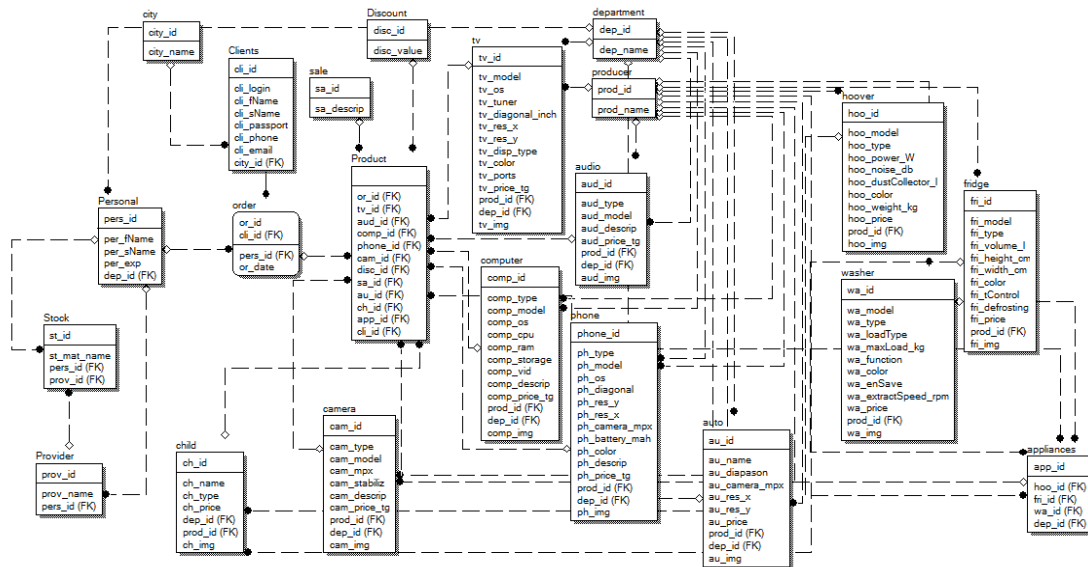 city
city_id
city_name
Clients
cli_id
cli_login
cli_fName
cli_sName
cli_passport
cli_phone
cli_email
city_id (FK)
Discount
disc_id
disc_value
sale
sa_id
sa_descrip
department
dep_id
dep_name
producer
prod_id
prod_name
tv
tv_id
tv_model
tv_os
tv_tuner
tv_diagonal_inch
tv_res_x
tv_res_y
tv_disp_type
tv_color
tv_ports
tv_price_tg
prod_id (FK)
dep_id (FK)
tv_img
hoover
hoo_id
hoo_model
hoo_type
hoo_power_W
hoo_noise_db
hoo_dustCollector_l
hoo_color
hoo_weight_kg
hoo_price
prod_id (FK)
hoo_img
fridge
fri_id
fri_model
fri_type
fri_volume_l
fri_height_cm
fri_width_cm
fri_color
fri_tControl
fri_defrosting
fri_price
prod_id (FK)
fri_img
Personal
pers_id
per_fName
per_sName
per_exp
dep_id (FK)
order
or_id
cli_id (FK)
pers_id (FK)
or_date
Product
or_id (FK)
tv_id (FK)
aud_id (FK)
comp_id (FK)
phone_id (FK)
cam_id (FK)
disc_id (FK)
sa_id (FK)
au_id (FK)
ch_id (FK)
app_id (FK)
cli_id (FK)
audio
aud_id
aud_type
aud_model
aud_descrip
aud_price_tg
prod_id (FK)
dep_id (FK)
aud_img
computer
comp_id
comp_type
comp_model
comp_os
comp_cpu
comp_ram
comp_storage
comp_vid
comp_descrip
comp_price_tg
prod_id (FK)
dep_id (FK)
comp_img
washer
wa_id
wa_model
wa_type
wa_loadType
wa_maxLoad_kg
wa_function
wa_color
wa_enSave
wa_extractSpeed_rpm
wa_price
prod_id (FK)
wa_img
Stock
st_id
st_mat_name
pers_id (FK)
prov_id (FK)
phone
phone_id
ph_type
ph_model
ph_os
ph_diagonal
ph_res_y
ph_res_x
ph_camera_mpx
ph_battery_mah
ph_color
ph_descrip
ph_price_tg
prod_id (FK)
dep_id (FK)
ph_img
Provider
prov_id
prov_name
pers_id (FK)
child
ch_id
ch_name
ch_type
ch_price
dep_id (FK)
prod_id (FK)
ch_img
camera
cam_id
cam_type
cam_model
cam_mpx
cam_stabiliz
cam_descrip
cam_price_tg
prod_id (FK)
dep_id (FK)
cam_img
auto
au_id
au_name
au_diapason
au_camera_mpx
au_res_x
au_res_y
au_price
prod_id (FK)
dep_id (FK)
au_img
appliances
app_id
hoo_id (FK)
fri_id (FK)
wa_id (FK)
dep_id (FK)